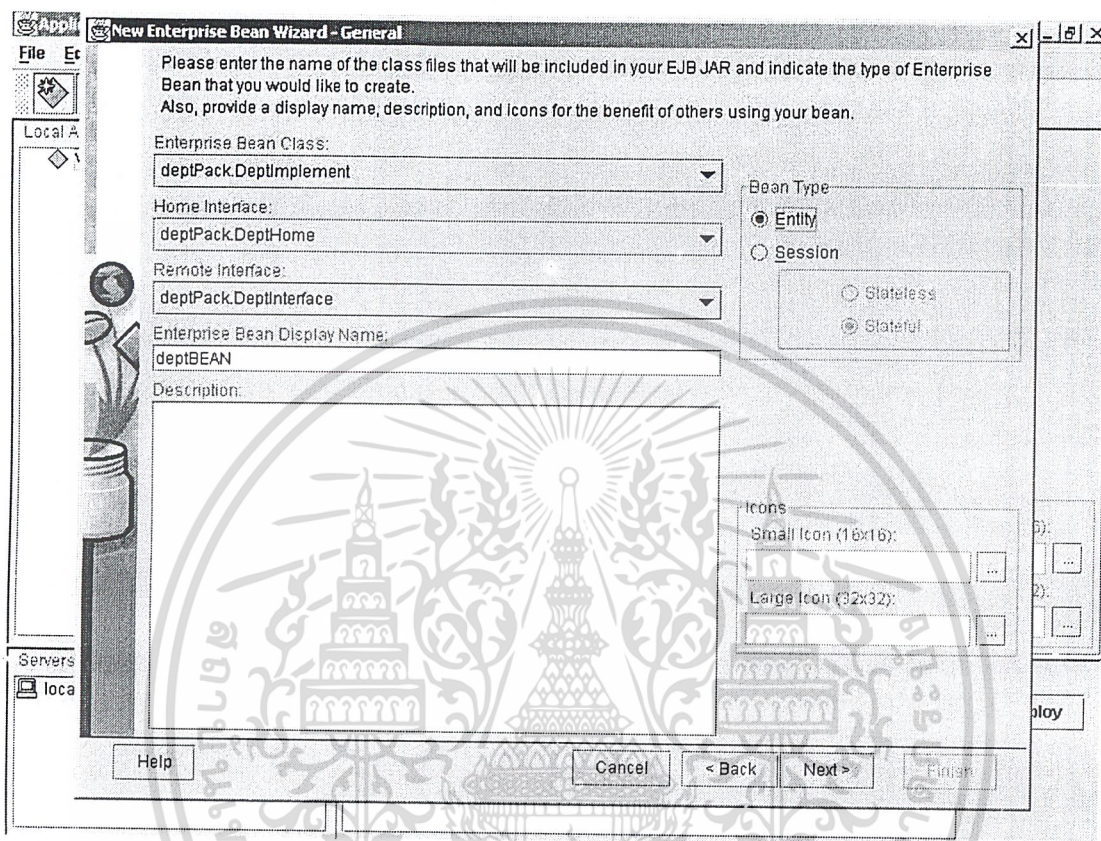 Appli
New Enterprise Bean Wizard - General
File
Please enter the name of the class files that will be included in your EJB JAR and indicate the type of Enterprise
Bean that you would like to create.
Also, provide a display name, description, and icons for the benefit of others using your bean.
Local A
Enterprise Bean Class:
deptPack.DeptImplement
Home Interface:
deptPack.DeptHome
Remote Interface:
deptPack.DeptInterface
Enterprise Bean Display Name:
deptBEAN
Description:
Bean Type
Entity
Session
Stateless
Stateful
Icons
Small Icon (16x16):
...
Large Icon (32x32):
...
6):
...
2):
...
Servers
loca
ploy
Help
Cancel
< Back
Next >
Finish